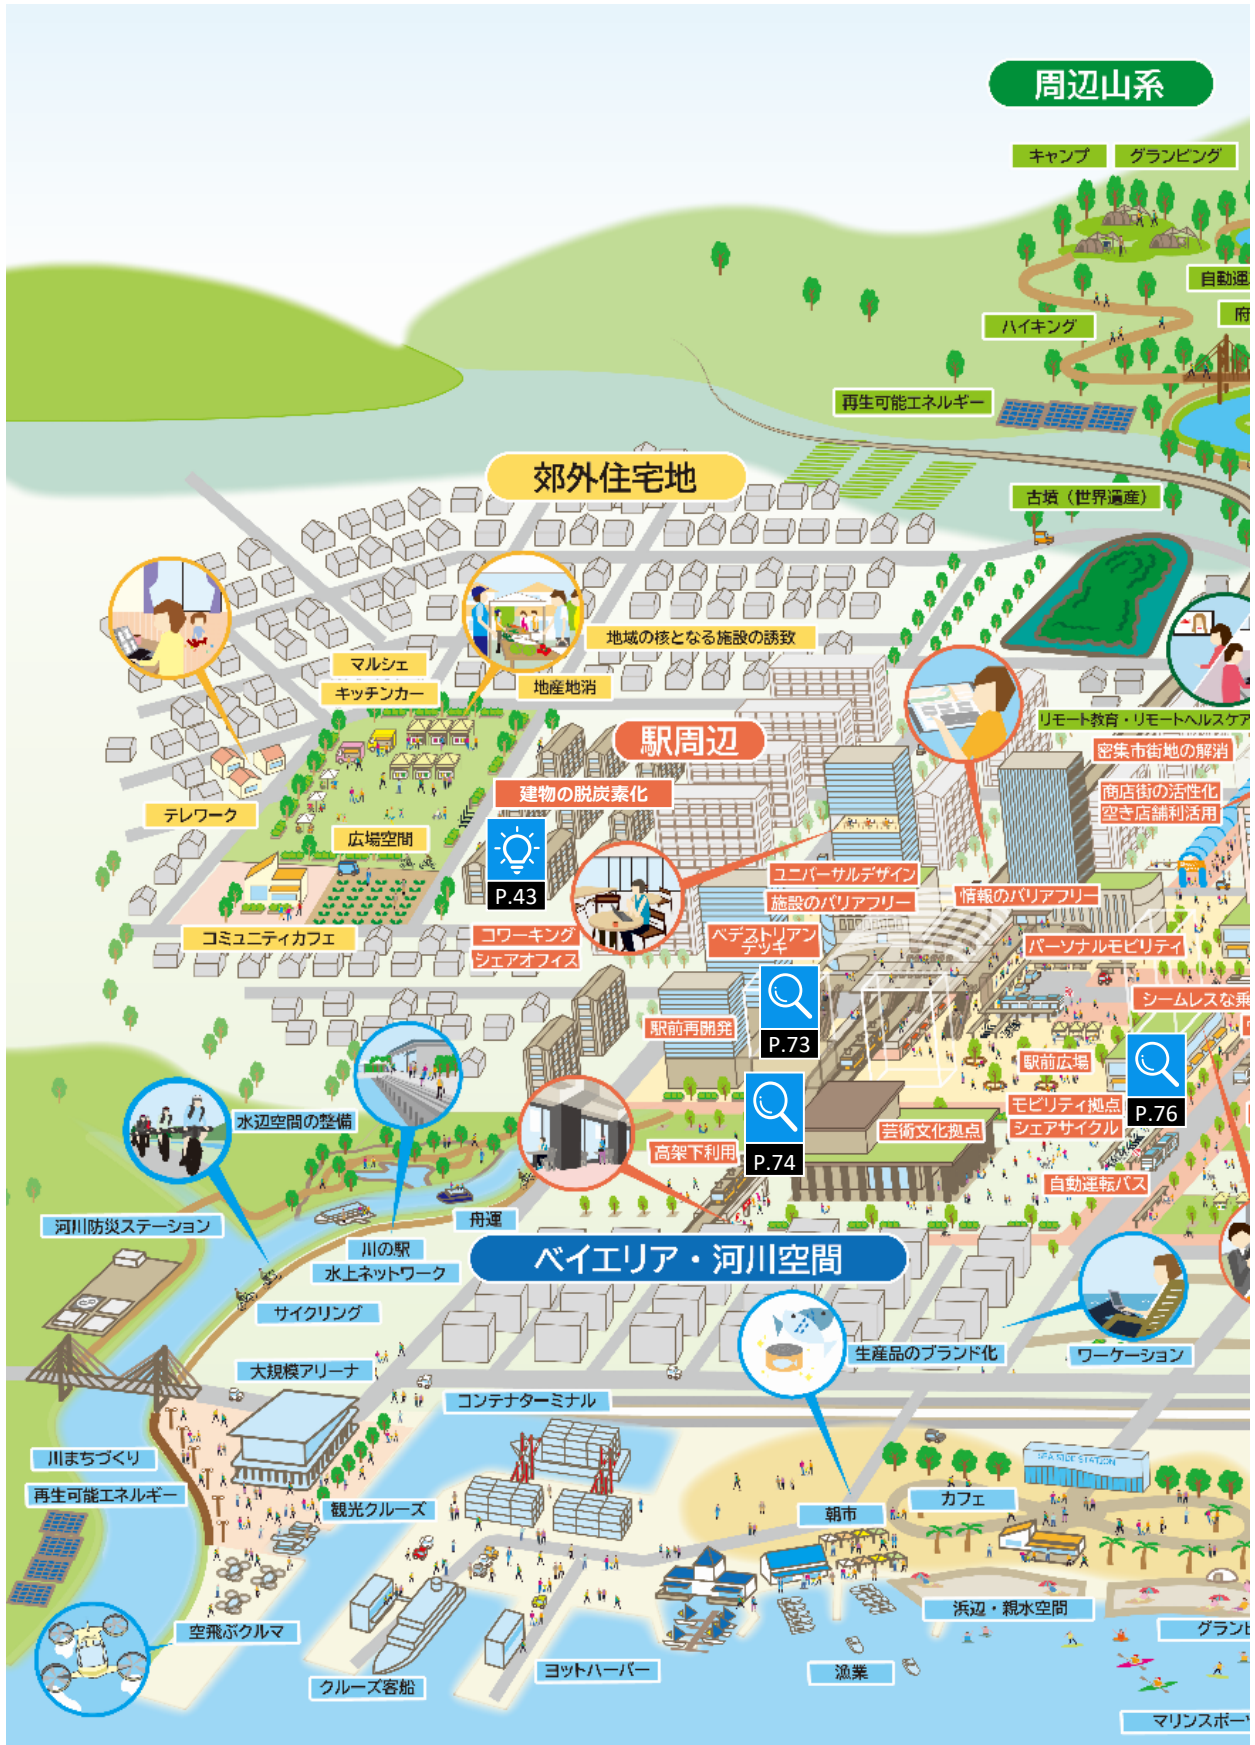 周辺山系
キャンプ
グランピング
自動運
ハイキング
府
再生可能エネルギー
郊外住宅地
古墳（世界遺産）
地域の核となる施設の誘致
マルシェ
キッチンカー
地産地消
リモート教育・リモートヘルスケア
駅周辺
密集市街地の解消
建物の脱炭素化
商店街の活性化
空き店舗利活用
テレワーク
広場空間
P.43
ユニバーサルデザイン
施設のバリアフリー
情報のバリアフリー
コミュニティカフェ
コワーキング
シェアオフィス
ペデストリアン
デッキ
パーソナルモビリティ
シームレスな乗
駅前再開発
P.73
駅前広場
水辺空間の整備
モビリティ拠点
シェアサイクル
P.76
芸術文化拠点
高架下利用
P.74
自動運転バス
河川防災ステーション
舟運
川の駅
水上ネットワーク
ベイエリア・河川空間
サイクリング
生産品のブランド化
ワーケーション
大規模アリーナ
コンテナターミナル
川まちづくり
再生可能エネルギー
SEA SIDE STATION
観光クルーズ
朝市
カフェ
浜辺・親水空間
空飛ぶクルマ
グランピ
クルーズ客船
ヨットハーバー
漁業
マリンスポー